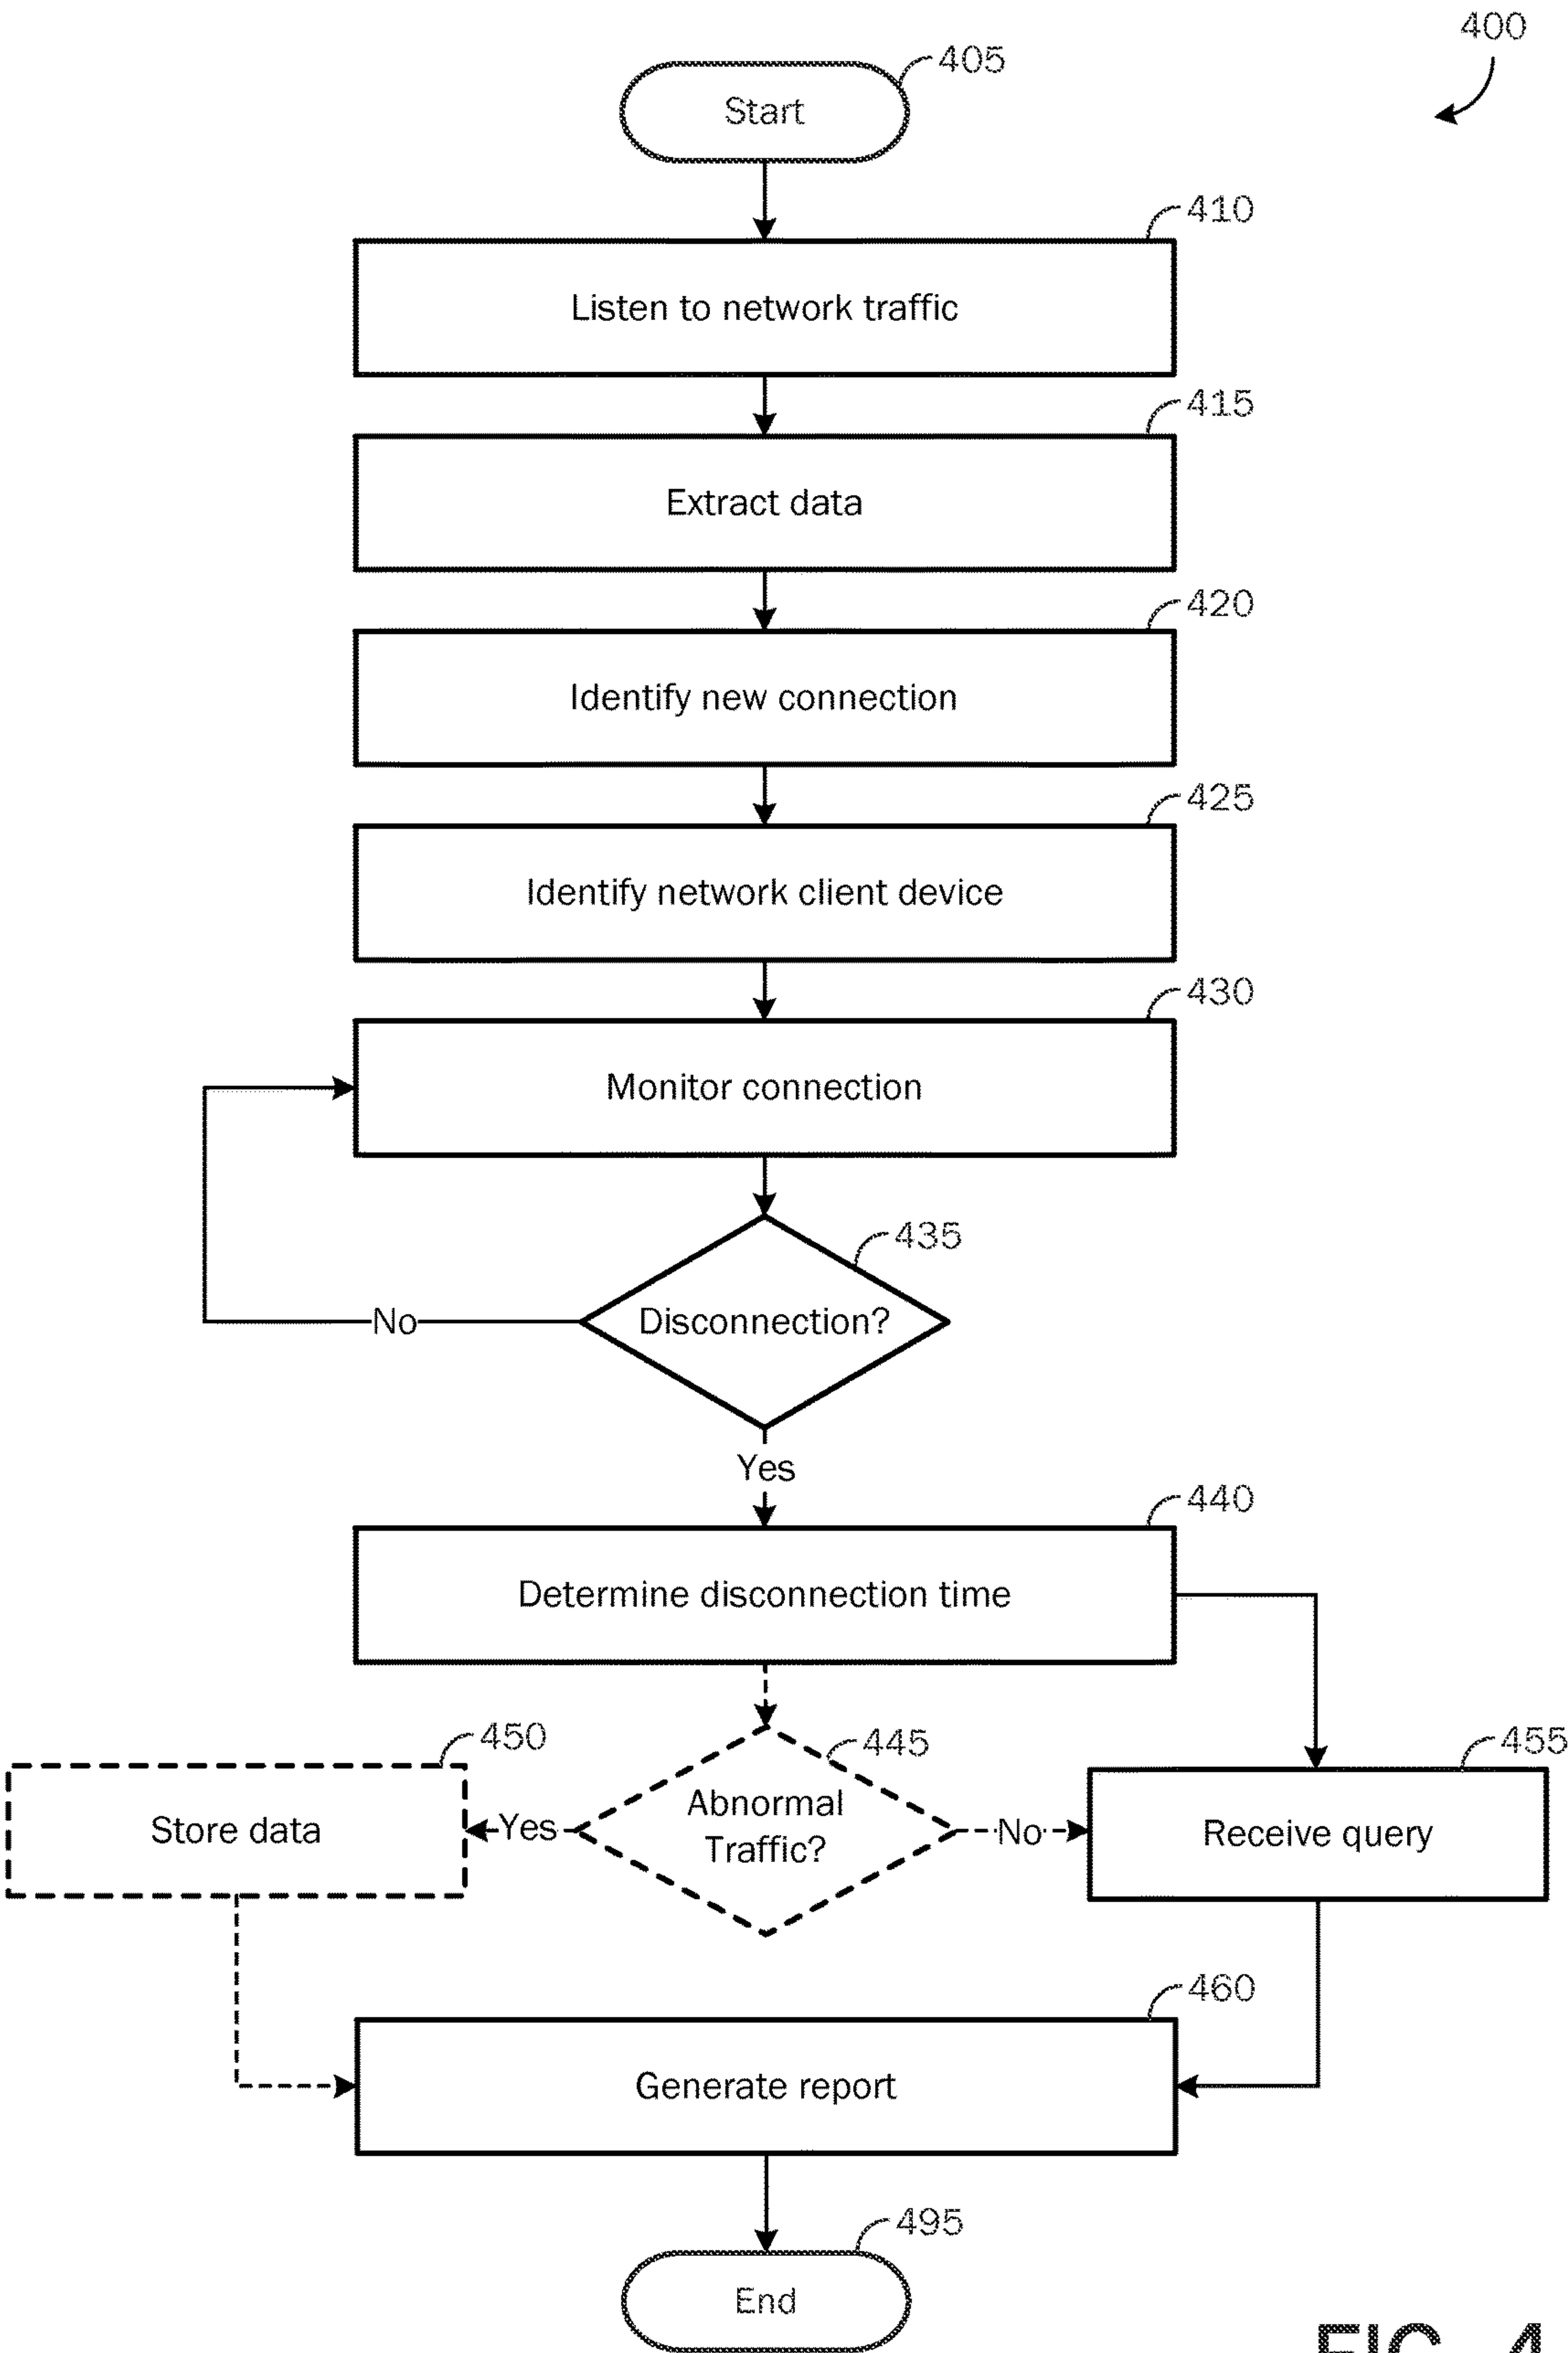 400
405
Start
410
Listen to network traffic
415
Extract data
420
Identify new connection
425
Identify network client device
430
Monitor connection
435
Disconnection?
No
Yes
440
Determine disconnection time
450
445
455
Store data
Yes
Abnormal
Traffic?
No
Receive query
460
Generate report
495
End
FIG. 4